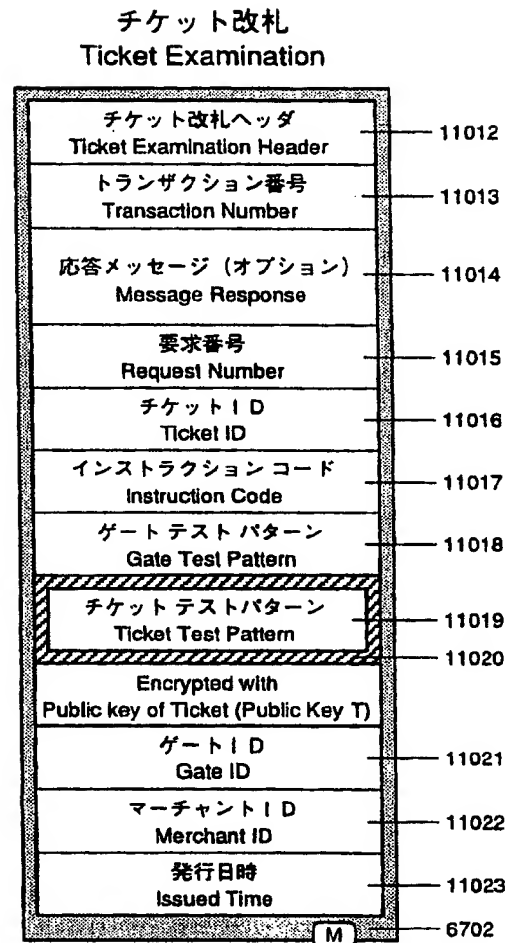 チケット改札
Ticket Examination
チケット改札ヘッダ
Ticket Examination Header
11012
トランザクション番号
Transaction Number
11013
応答メッセージ（オプション）
Message Response
11014
要求番号
Request Number
11015
チケットＩＤ
Ticket ID
11016
インストラクション コード
Instruction Code
11017
ゲート テスト パターン
Gate Test Pattern
11018
チケット テストパターン
Ticket Test Pattern
11019
11020
Encrypted with
Public key of Ticket (Public Key T)
ゲートＩＤ
Gate ID
11021
マーチャントＩＤ
Merchant ID
11022
発行日時
Issued Time
11023
M
6702